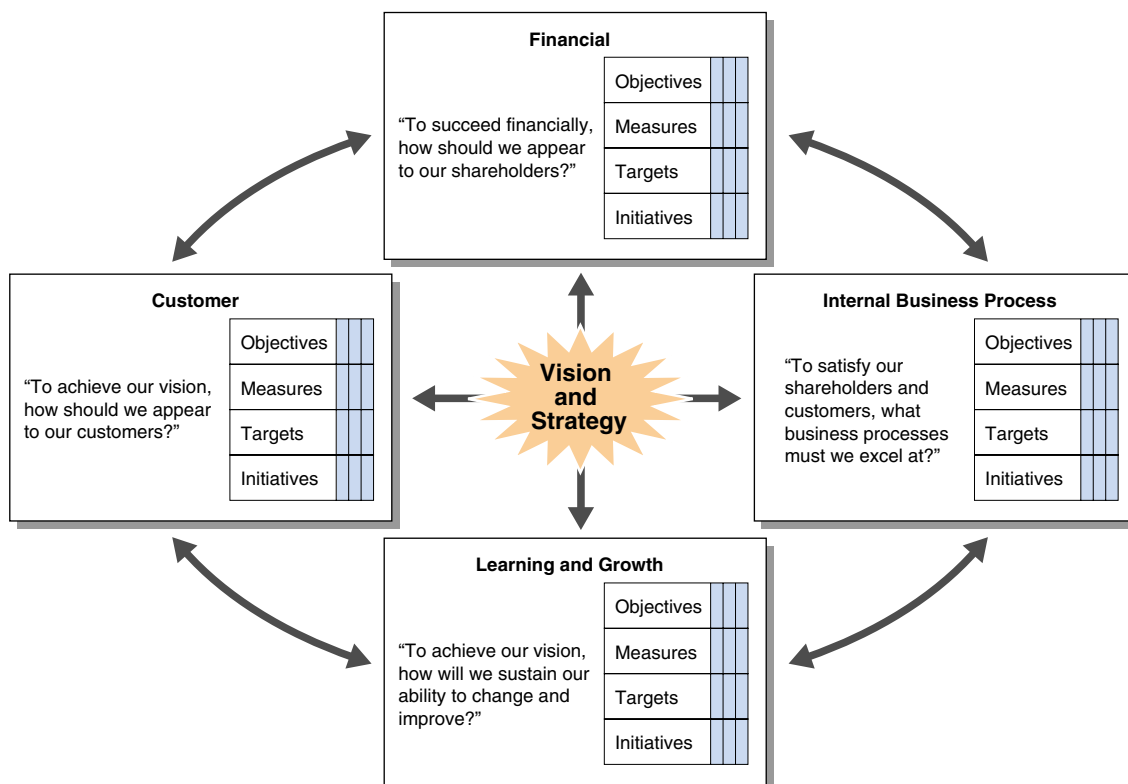 Financial
“To succeed financially,
how should we appear
to our shareholders?”
Objectives
Measures
Targets
Initiatives
Customer
“To achieve our vision,
how should we appear
to our customers?”
Objectives
Measures
Targets
Initiatives
Vision
and
Strategy
Internal Business Process
“To satisfy our
shareholders and
customers, what
business processes
must we excel at?”
Objectives
Measures
Targets
Initiatives
Learning and Growth
“To achieve our vision,
how will we sustain our
ability to change and
improve?”
Objectives
Measures
Targets
Initiatives